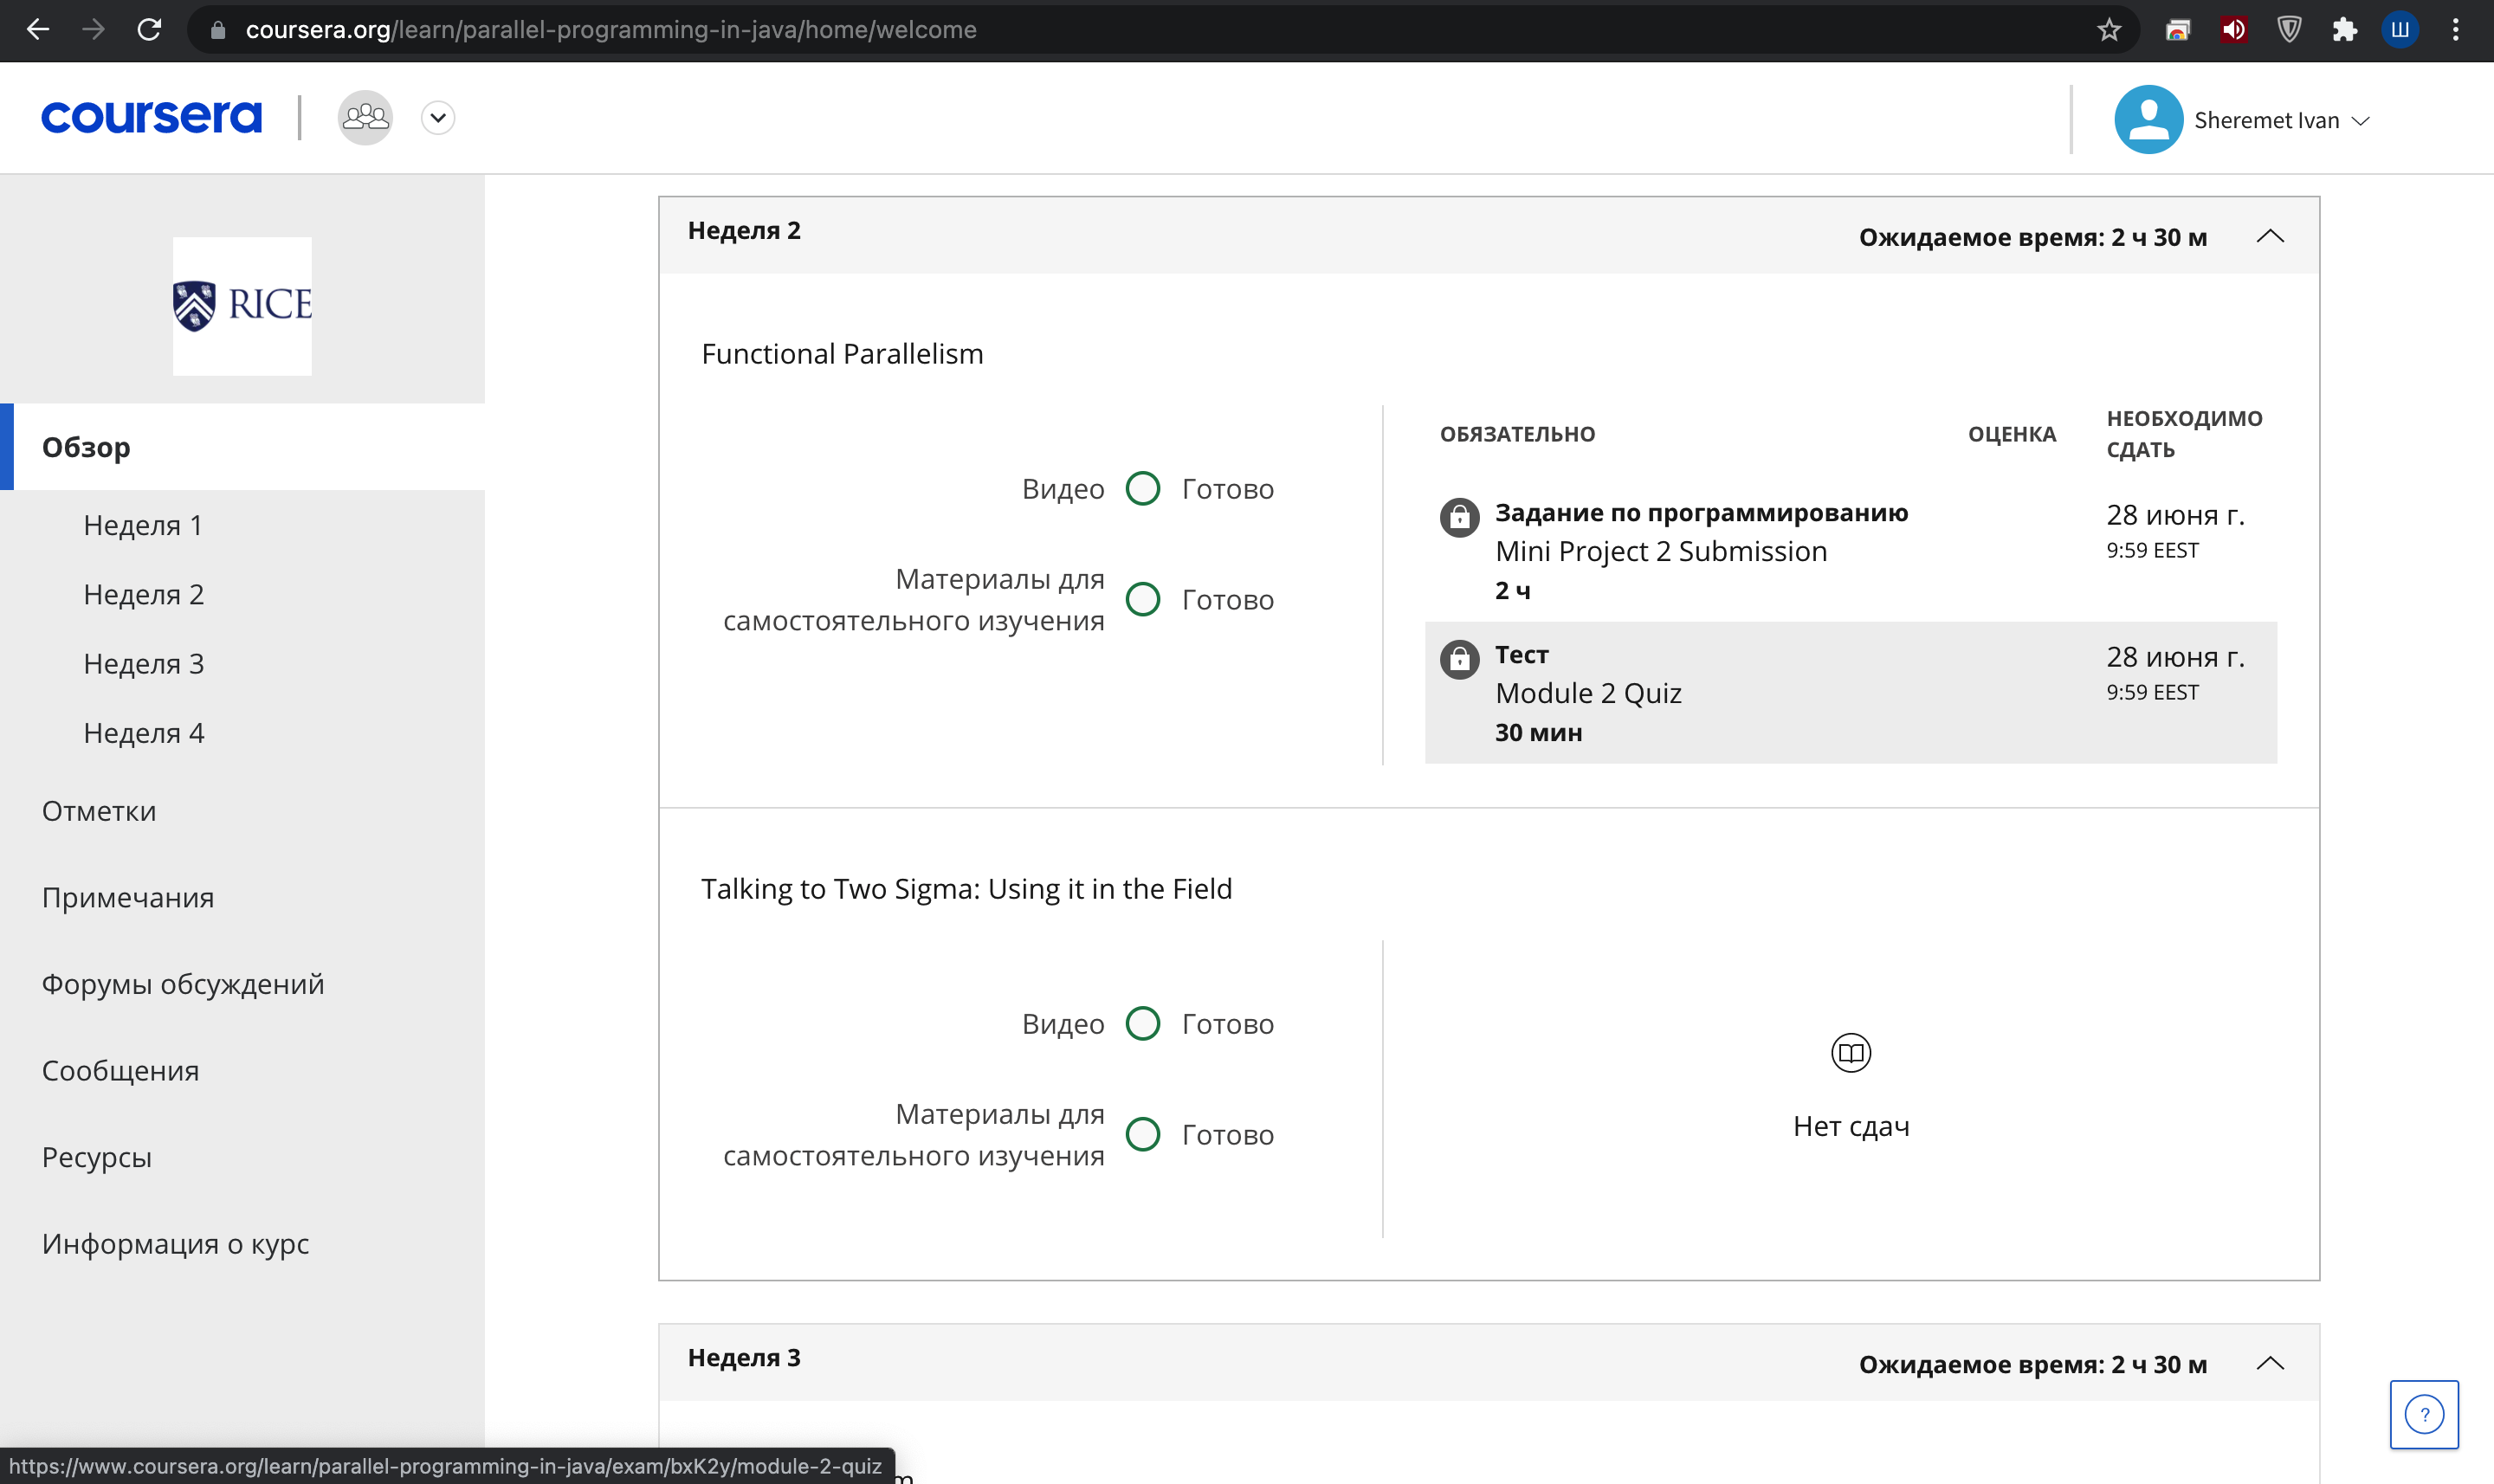 coursera.org/learn/parallel-programming-in-java/home/welcome
Ш
coursera
Sheremet Ivan
RICE
Обзор
Неделя 1
Неделя 2
Неделя 3
Неделя 4
Отметки
Примечания
Форумы обсуждений
Сообщения
Ресурсы
Информация о курс
Неделя 2
Ожидаемое время: 2 ч 30 м
Functional Parallelism
Видео
Готово
Материалы для
самостоятельного изучения
Готово
ОБЯЗАТЕЛЬНО
ОЦЕНКА
НЕОБХОДИМО
СДАТЬ
Задание по программированию
Mini Project 2 Submission
2 ч
28 июня г.
9:59 EEST
Тест
Module 2 Quiz
30 мин
28 июня г.
9:59 EEST
Talking to Two Sigma: Using it in the Field
Видео
Готово
Материалы для
самостоятельного изучения
Готово
Нет сдач
Неделя 3
Ожидаемое время: 2 ч 30 м
?
https://www.coursera.org/learn/parallel-programming-in-java/exam/bxK2y/module-2-quiz